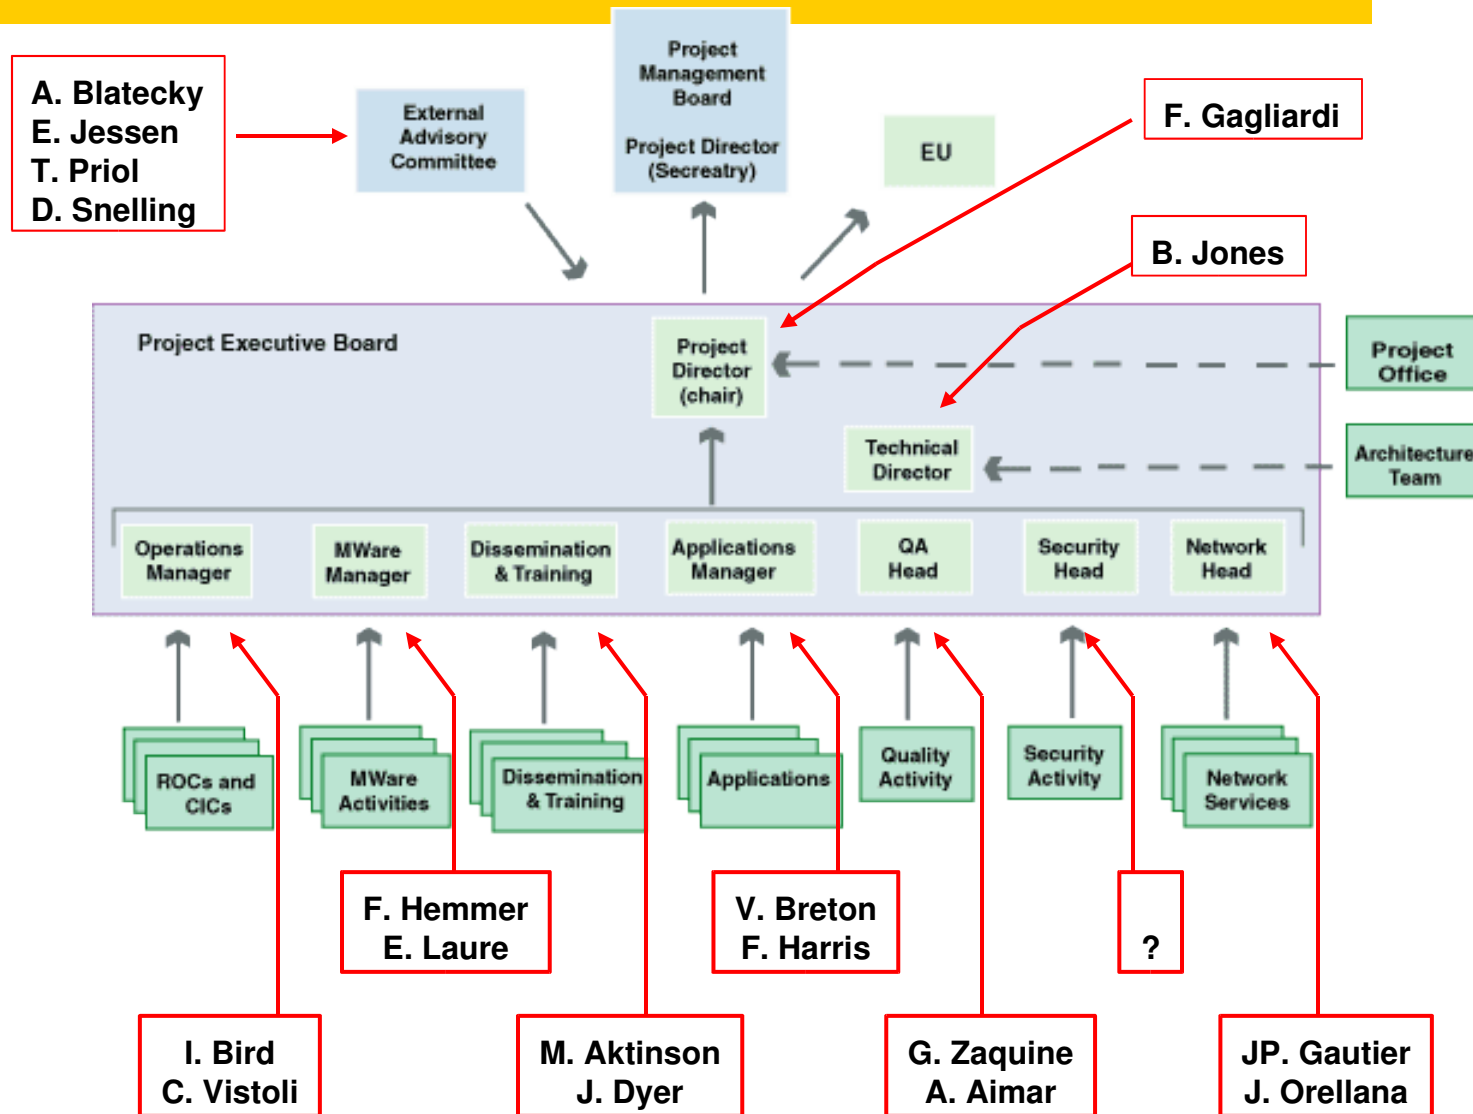 Project
Management
Board
Project Director
(Secreatry)
A. Blatecky
E. Jessen
T. Priol
D. Snelling
External
Advisory
Committee
EU
F. Gagliardi
B. Jones
Project Executive Board
Project
Director
(chair)
Project
Office
Technical
Director
Architecture
Team
Operations
Manager
MWare
Manager
Dissemination
& Training
Applications
Manager
QA
Head
Security
Head
Network
Head
ROCs and
CICs
MWare
Activities
Dissemination
& Training
Applications
Quality
Activity
Security
Activity
Network
Services
F. Hemmer
E. Laure
V. Breton
F. Harris
?
I. Bird
C. Vistoli
M. Aktinson
J. Dyer
G. Zaquine
A. Aimar
JP. Gautier
J. Orellana